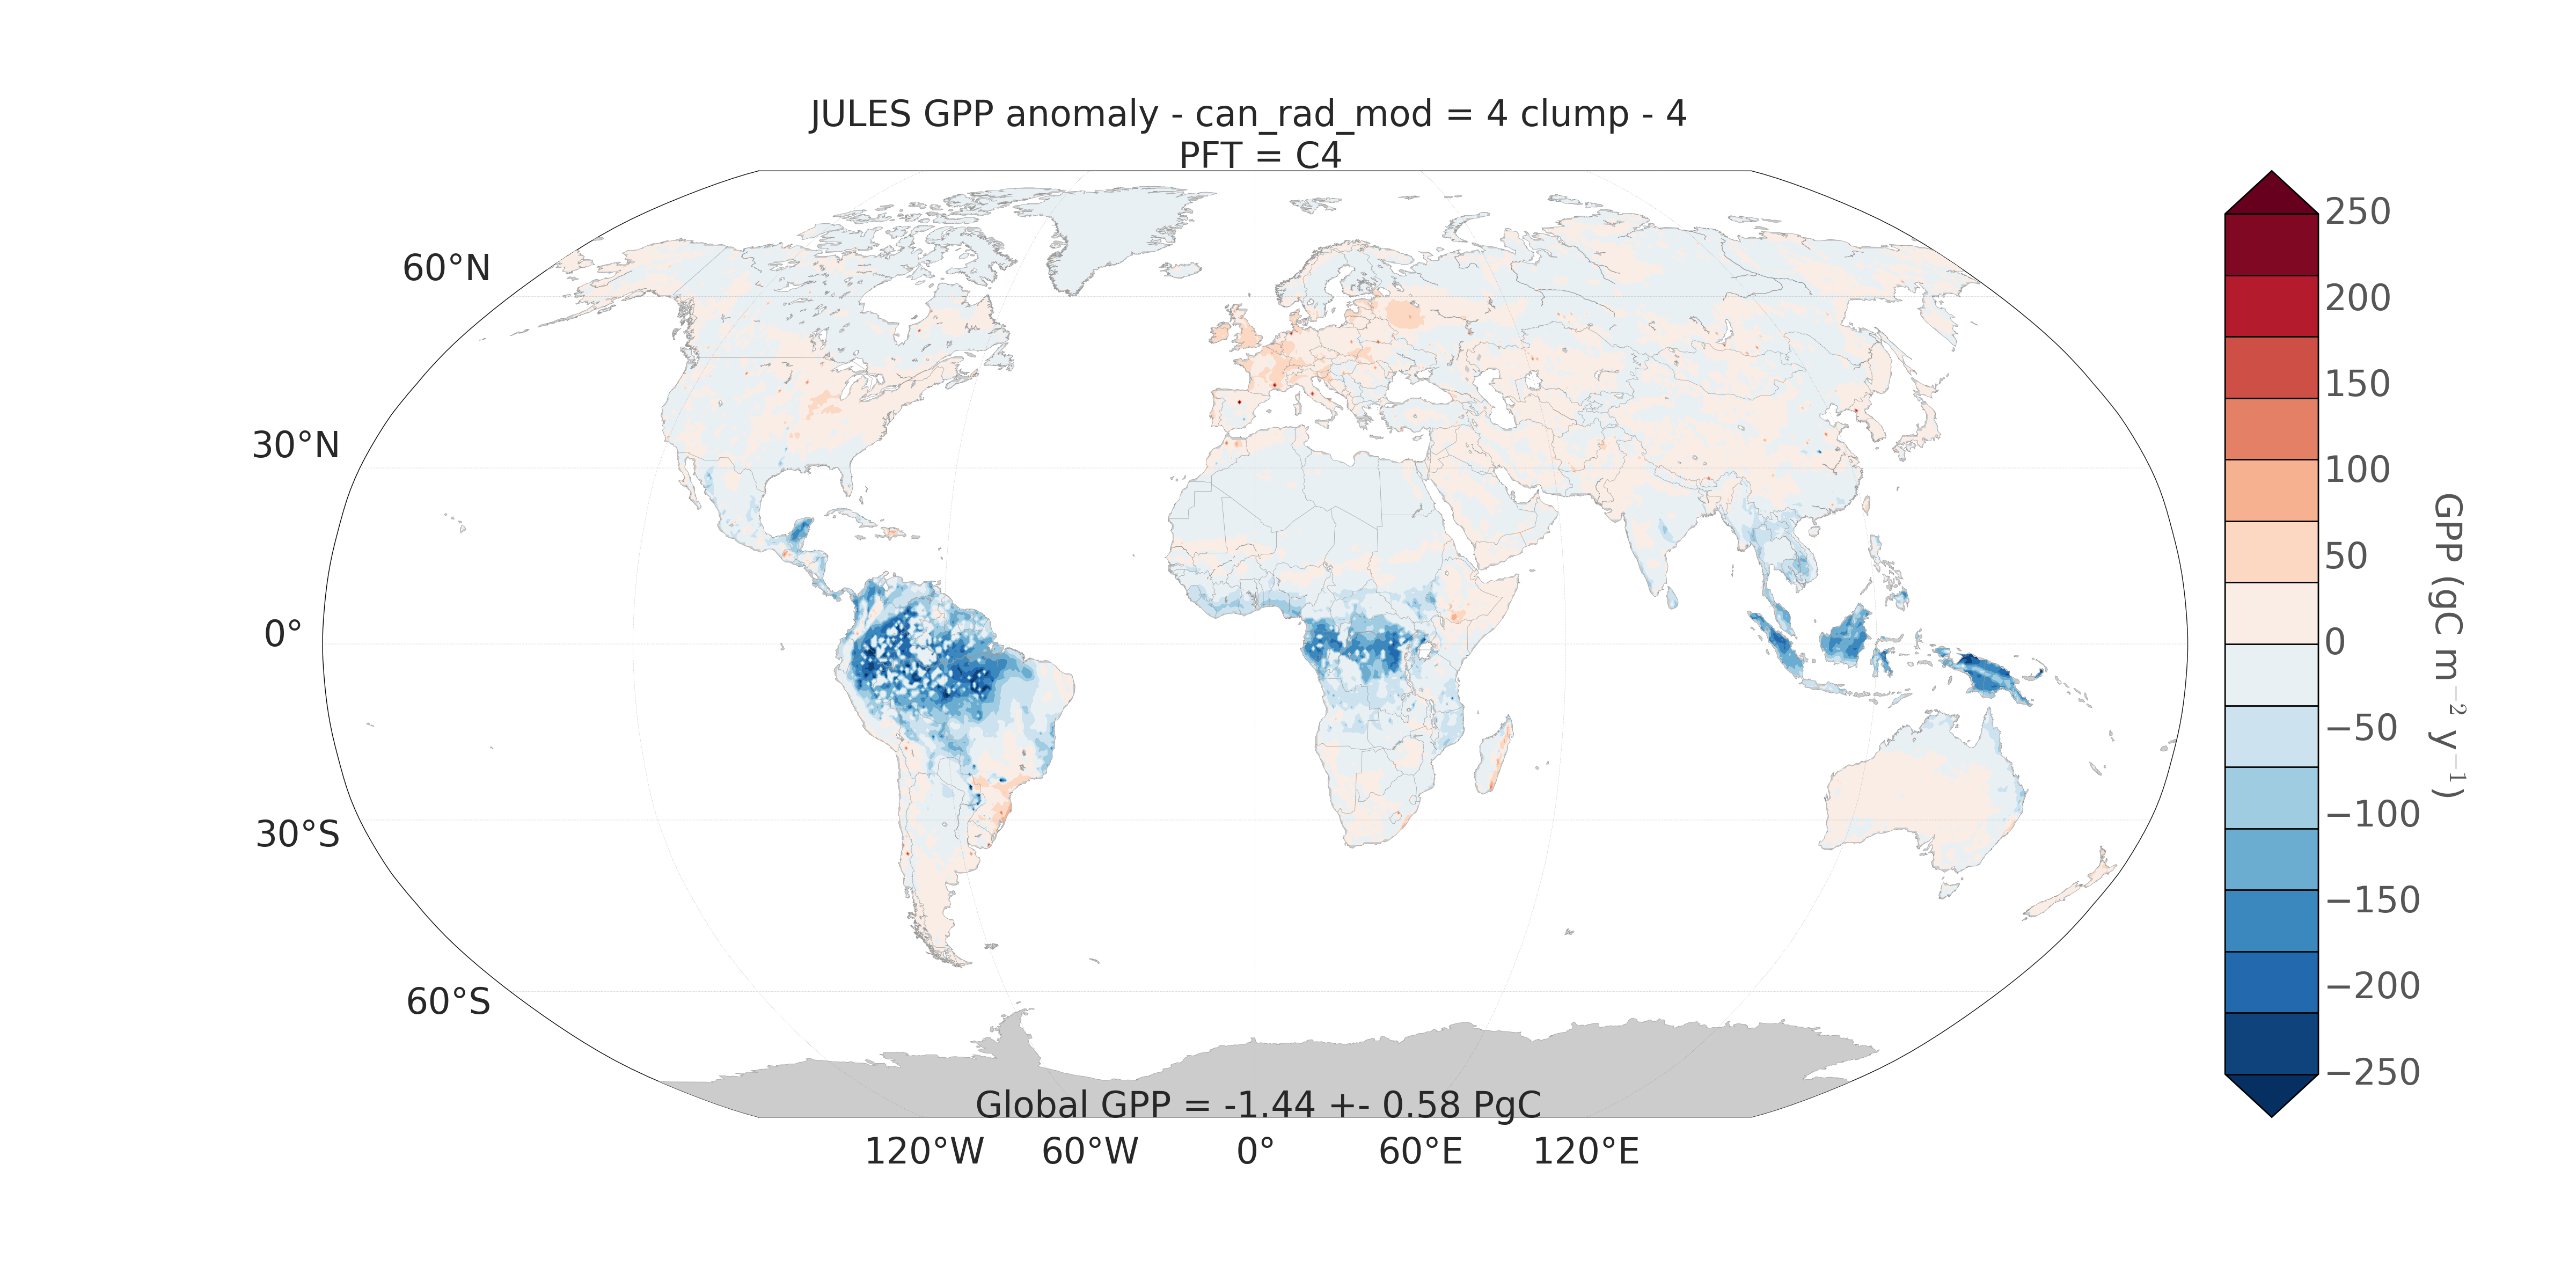 JULES GPP anomaly - can_rad_mod = 4 clump - 4
PFT = C4
60°N
30°N
0°
30°S
60°S
120°W 60°W 0° 60°E 120°E
Global GPP = -1.44 +- 0.58 PgC
250
200
150
100
50
0
−50
−100
−150
−200
−250
GPP (gC m⁻² y⁻¹)